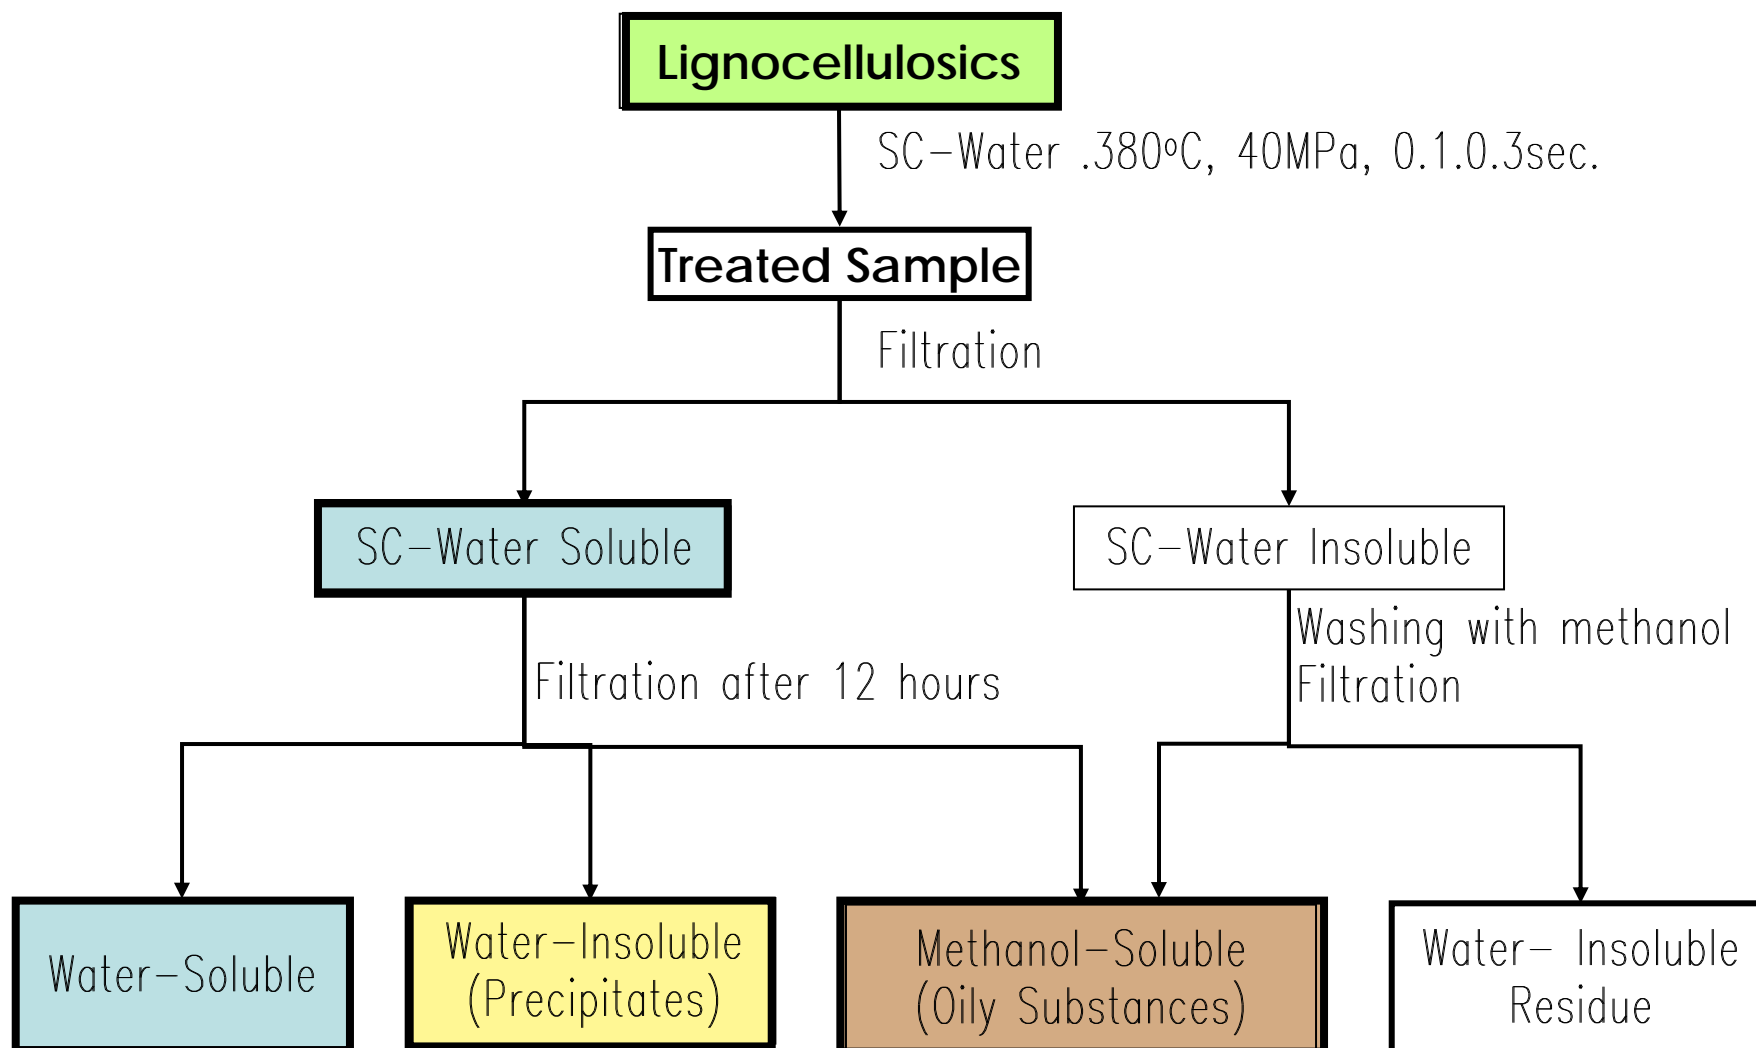 Lignocellulosics
SC-Water .380ºC, 40MPa, 0.1.0.3sec.
Treated Sample
Filtration
SC-Water Soluble
SC-Water Insoluble
Washing with methanol
Filtration
Filtration after 12 hours
Water-Soluble
Water-Insoluble
(Precipitates)
Methanol-Soluble
(Oily Substances)
Water- Insoluble
Residue